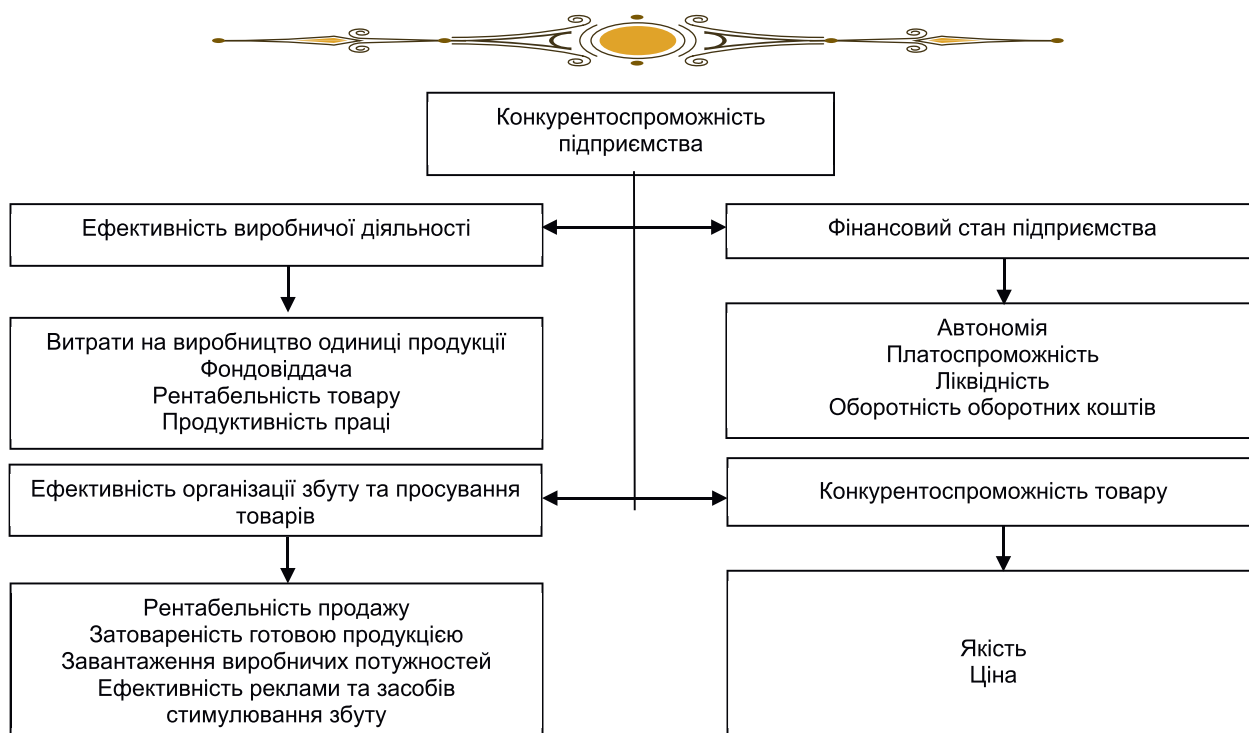 Конкурентоспроможність
підприємства
Ефективність виробничої діяльності
Фінансовий стан підприємства
Витрати на виробництво одиниці продукції
Фондовіддача
Рентабельність товару
Продуктивність праці
Автономія
Платоспроможність
Ліквідність
Оборотність оборотних коштів
Ефективність організації збуту та просування
товарів
Конкурентоспроможність товару
Рентабельність продажу
Затовареність готовою продукцією
Завантаження виробничих потужностей
Ефективність реклами та засобів
стимулювання збуту
Якість
Ціна